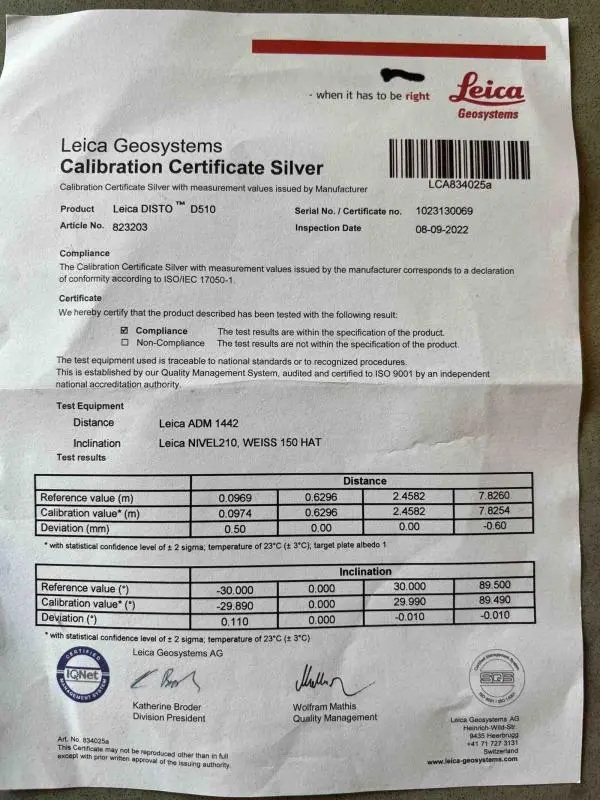 - when it has to be right
Leica
Geosystems
LCA834025a
Leica Geosystems
Calibration Certificate Silver
Calibration Certificate Silver with measurement values issued by Manufacturer
Product Leica DISTO™ D510 Serial No. / Certificate no. 1023130069
Article No. 823203 Inspection Date 08-09-2022
Compliance
The Calibration Certificate Silver with measurement values issued by the manufacturer corresponds to a declaration
of conformity according to ISO/IEC 17050-1.
Certificate
We hereby certify that the product described has been tested with the following result:
☑ Compliance The test results are within the specification of the product.
☐ Non-Compliance The test results are not within the specification of the product.
The test equipment used is traceable to national standards or to recognized procedures.
This is established by our Quality Management System, audited and certified to ISO 9001 by an independent
national accreditation authority.
Test Equipment
Distance Leica ADM 1442
Inclination Leica NIVEL210, WEISS 150 HAT
Test results
Distance
Reference value (m) 0.0969 0.6296 2.4582 7.8260
Calibration value* (m) 0.0974 0.6296 2.4582 7.8254
Deviation (mm) 0.50 0.00 0.00 -0.60
* with statistical confidence level of ± 2 sigma; temperature of 23°C (± 3°C); target plate albedo 1
Inclination
Reference value (°) -30.000 0.000 30.000 89.500
Calibration value* (°) -29.890 0.000 29.990 89.490
Deviation (°) 0.110 0.000 -0.010 -0.010
* with statistical confidence level of ± 2 sigma; temperature of 23°C (± 3°C)
Leica Geosystems AG
CERTIFIED
IQNet
MANAGEMENT SYSTEM
Katherine Broder
Division President
Wolfram Mathis
Quality Management
Certified Management System
SQS
Leica Geosystems AG
Heinrich-Wild-Str
9435 Heerbrugg
+41 71 727 3131
Switzerland
www.leica-geosystems.com
Art. No. 834025a
This Certificate may not be reproduced other than in full
except with prior written approval of the issuing authority.